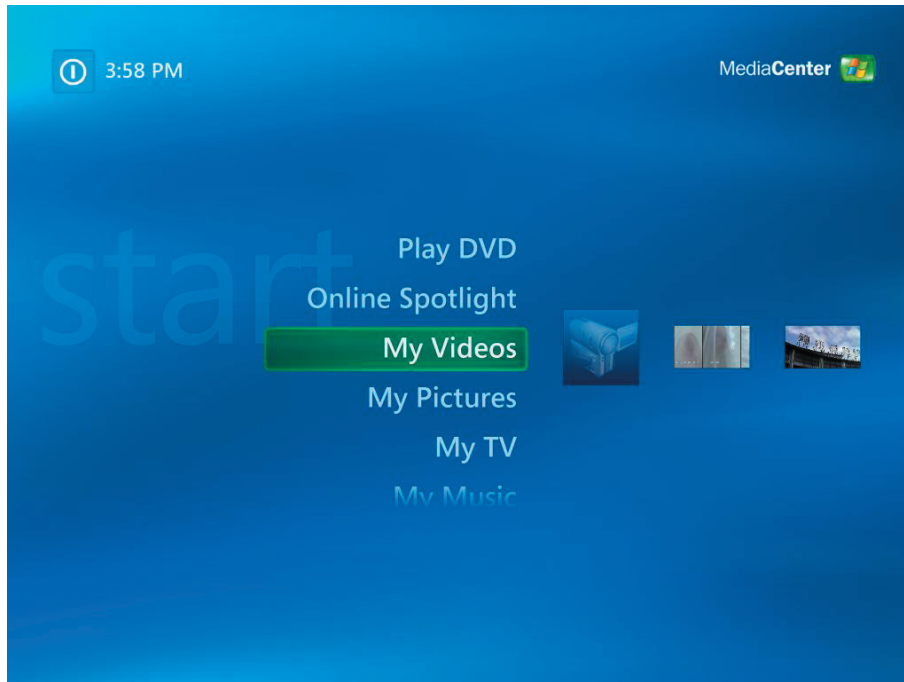 3:58 PM
MediaCenter
start
Play DVD
Online Spotlight
My Videos
My Pictures
My TV
My Music